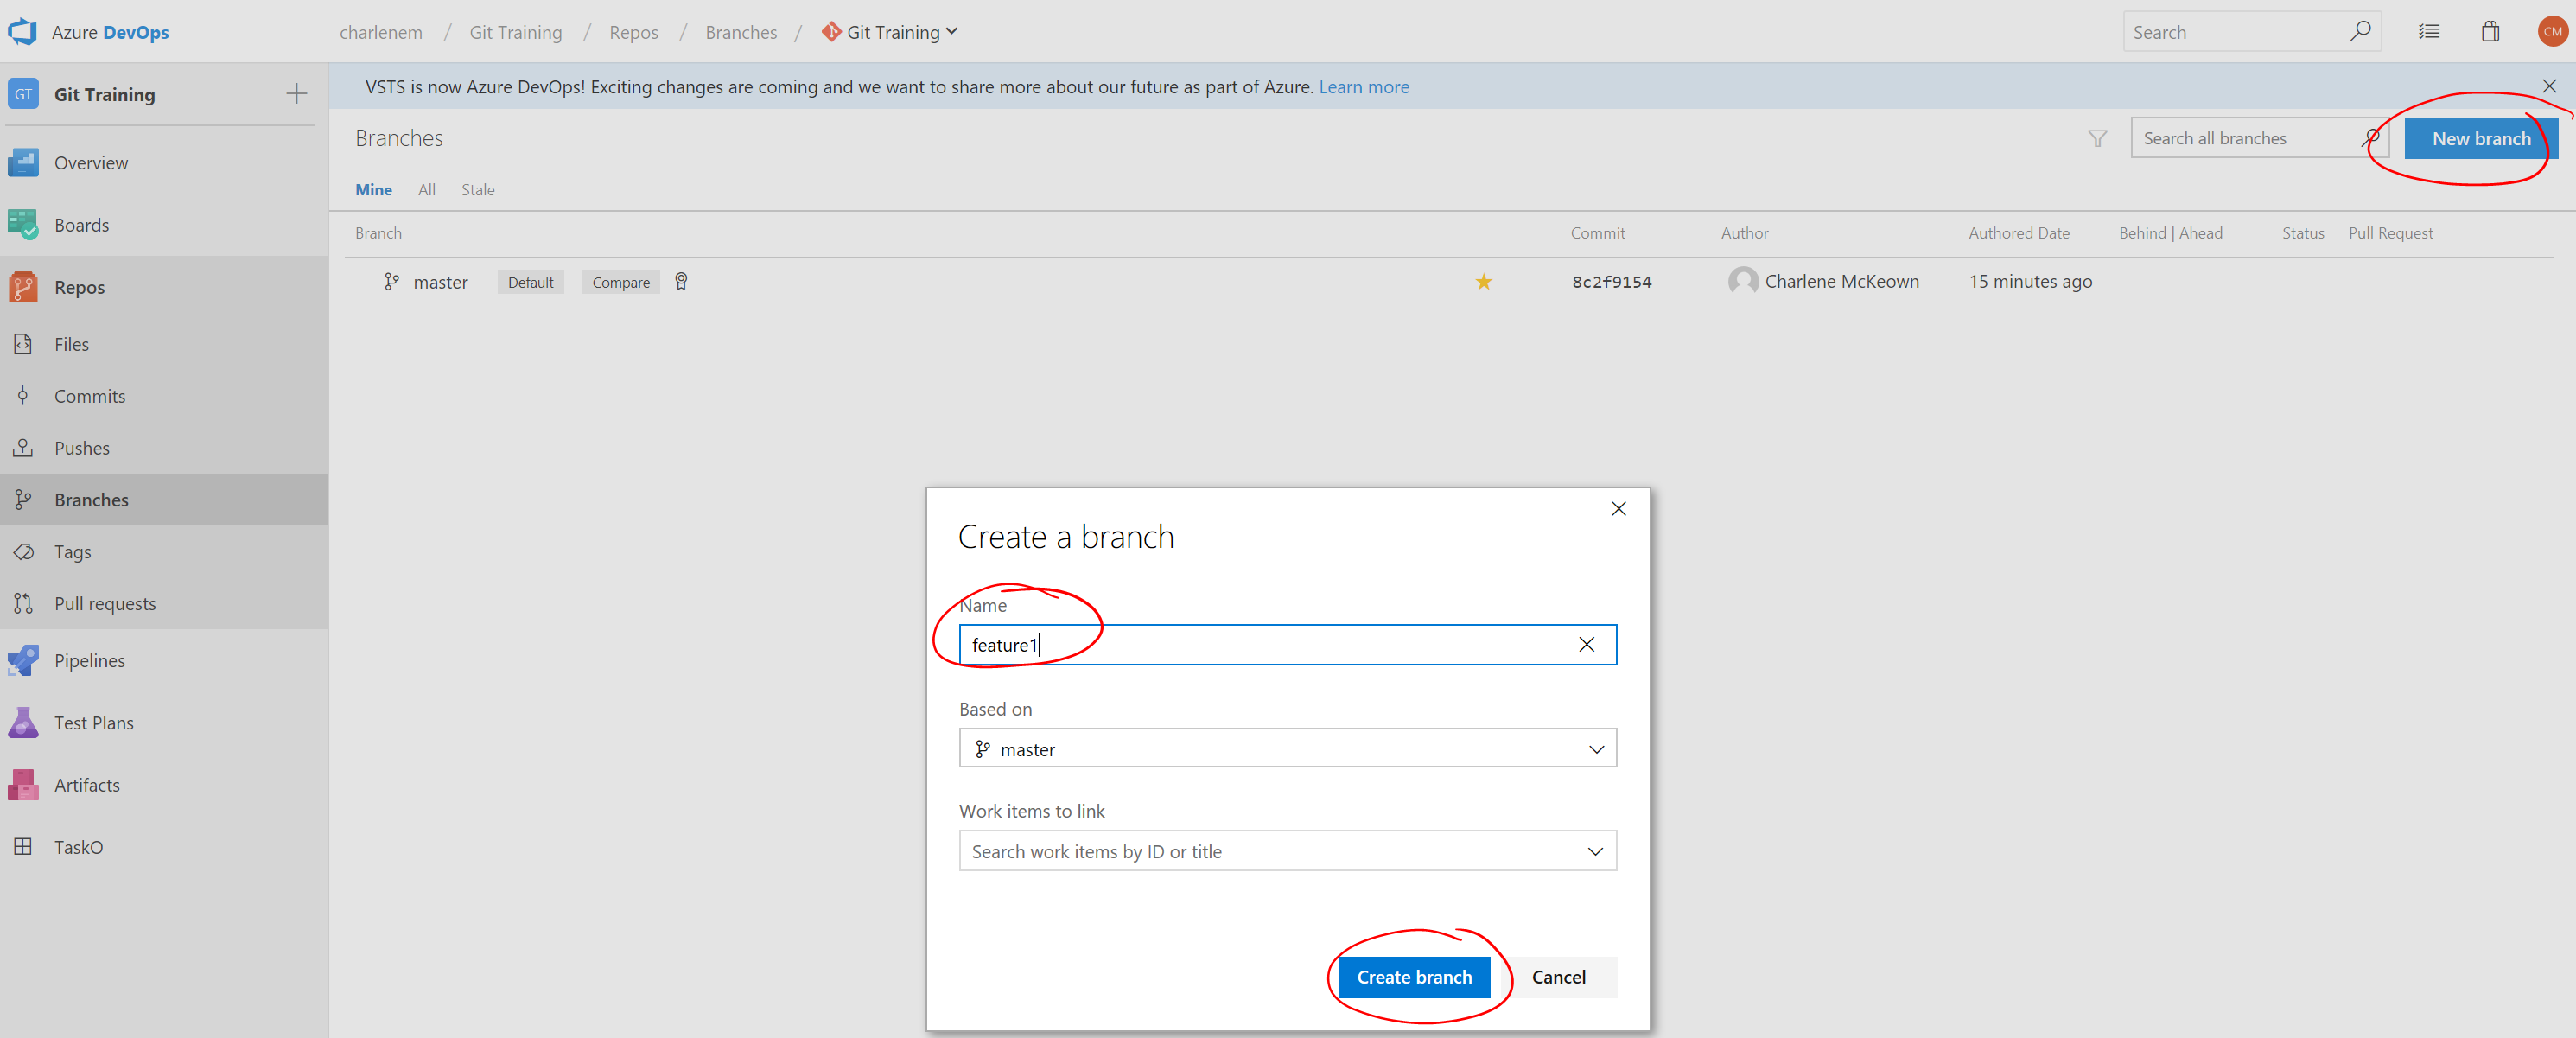 Azure DevOps
charlenem / Git Training / Repos / Branches / Git Training
Search
CM
GT Git Training
VSTS is now Azure DevOps! Exciting changes are coming and we want to share more about our future as part of Azure. Learn more
Branches
Search all branches
New branch
Mine All Stale
Branch Commit Author Authored Date Behind | Ahead Status Pull Request
master Default Compare 8c2f9154 Charlene McKeown 15 minutes ago
Overview
Boards
Repos
Files
Commits
Pushes
Branches
Tags
Pull requests
Pipelines
Test Plans
Artifacts
TaskO
Create a branch
Name
feature1
Based on
master
Work items to link
Search work items by ID or title
Create branch Cancel